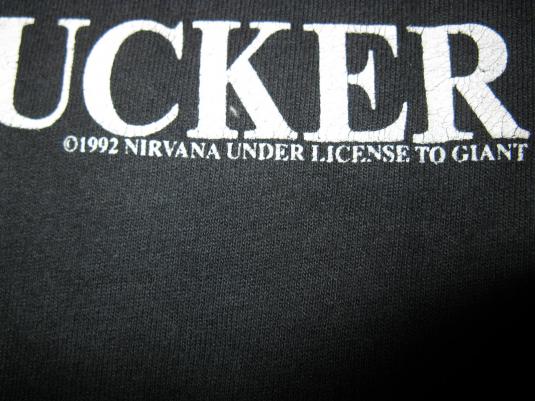 UCKER
©1992 NIRVANA UNDER LICENSE TO GIANT